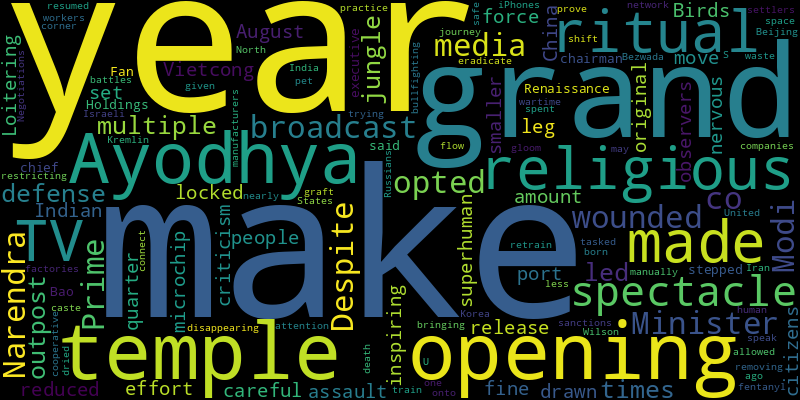 year
make
grand
temple
opening
ritual
religious
Ayodhya
made
spectacle
TV
broadcast
media
opted
wounded
Minister
Modi
Narendra
Prime
Despite
Outpost
defense
multiple
Vietcong
August
jungle
force
Birds
move
China
chairman
co
led
leg
set
Holdings
Loitering
Negotiations
resumed
workers
corner
North
Fan
battles
Israeli
given
India
pet
manufacturers
Kremlin
restricting
chief
Indian
locked
nearly
graft
States
said
trying
Russians
executive
practice
bullfighting
journey
eradicate
safe
iPhones
prove
shift
network
settlers
space
Beijing
Bezwada
S
waste
Renaissance
wartime
spent
original
observers
nervous
smaller
flow
gloom
may
companies
amount
superhuman
retrain
tasked
born
port
United
manually
stepped
Iran
less
sanctions
Korea
Wilson
human
speak
allowed
removing
ago
fentanyl
citizens
release
bringing
inspiring
U
one
onto
train
death
fine
drawn
times
assault
careful
effort
reduced
attention
disappearing
people
criticism
microchip
connect
quarter
factories
Bao
caste
cooperative
dried